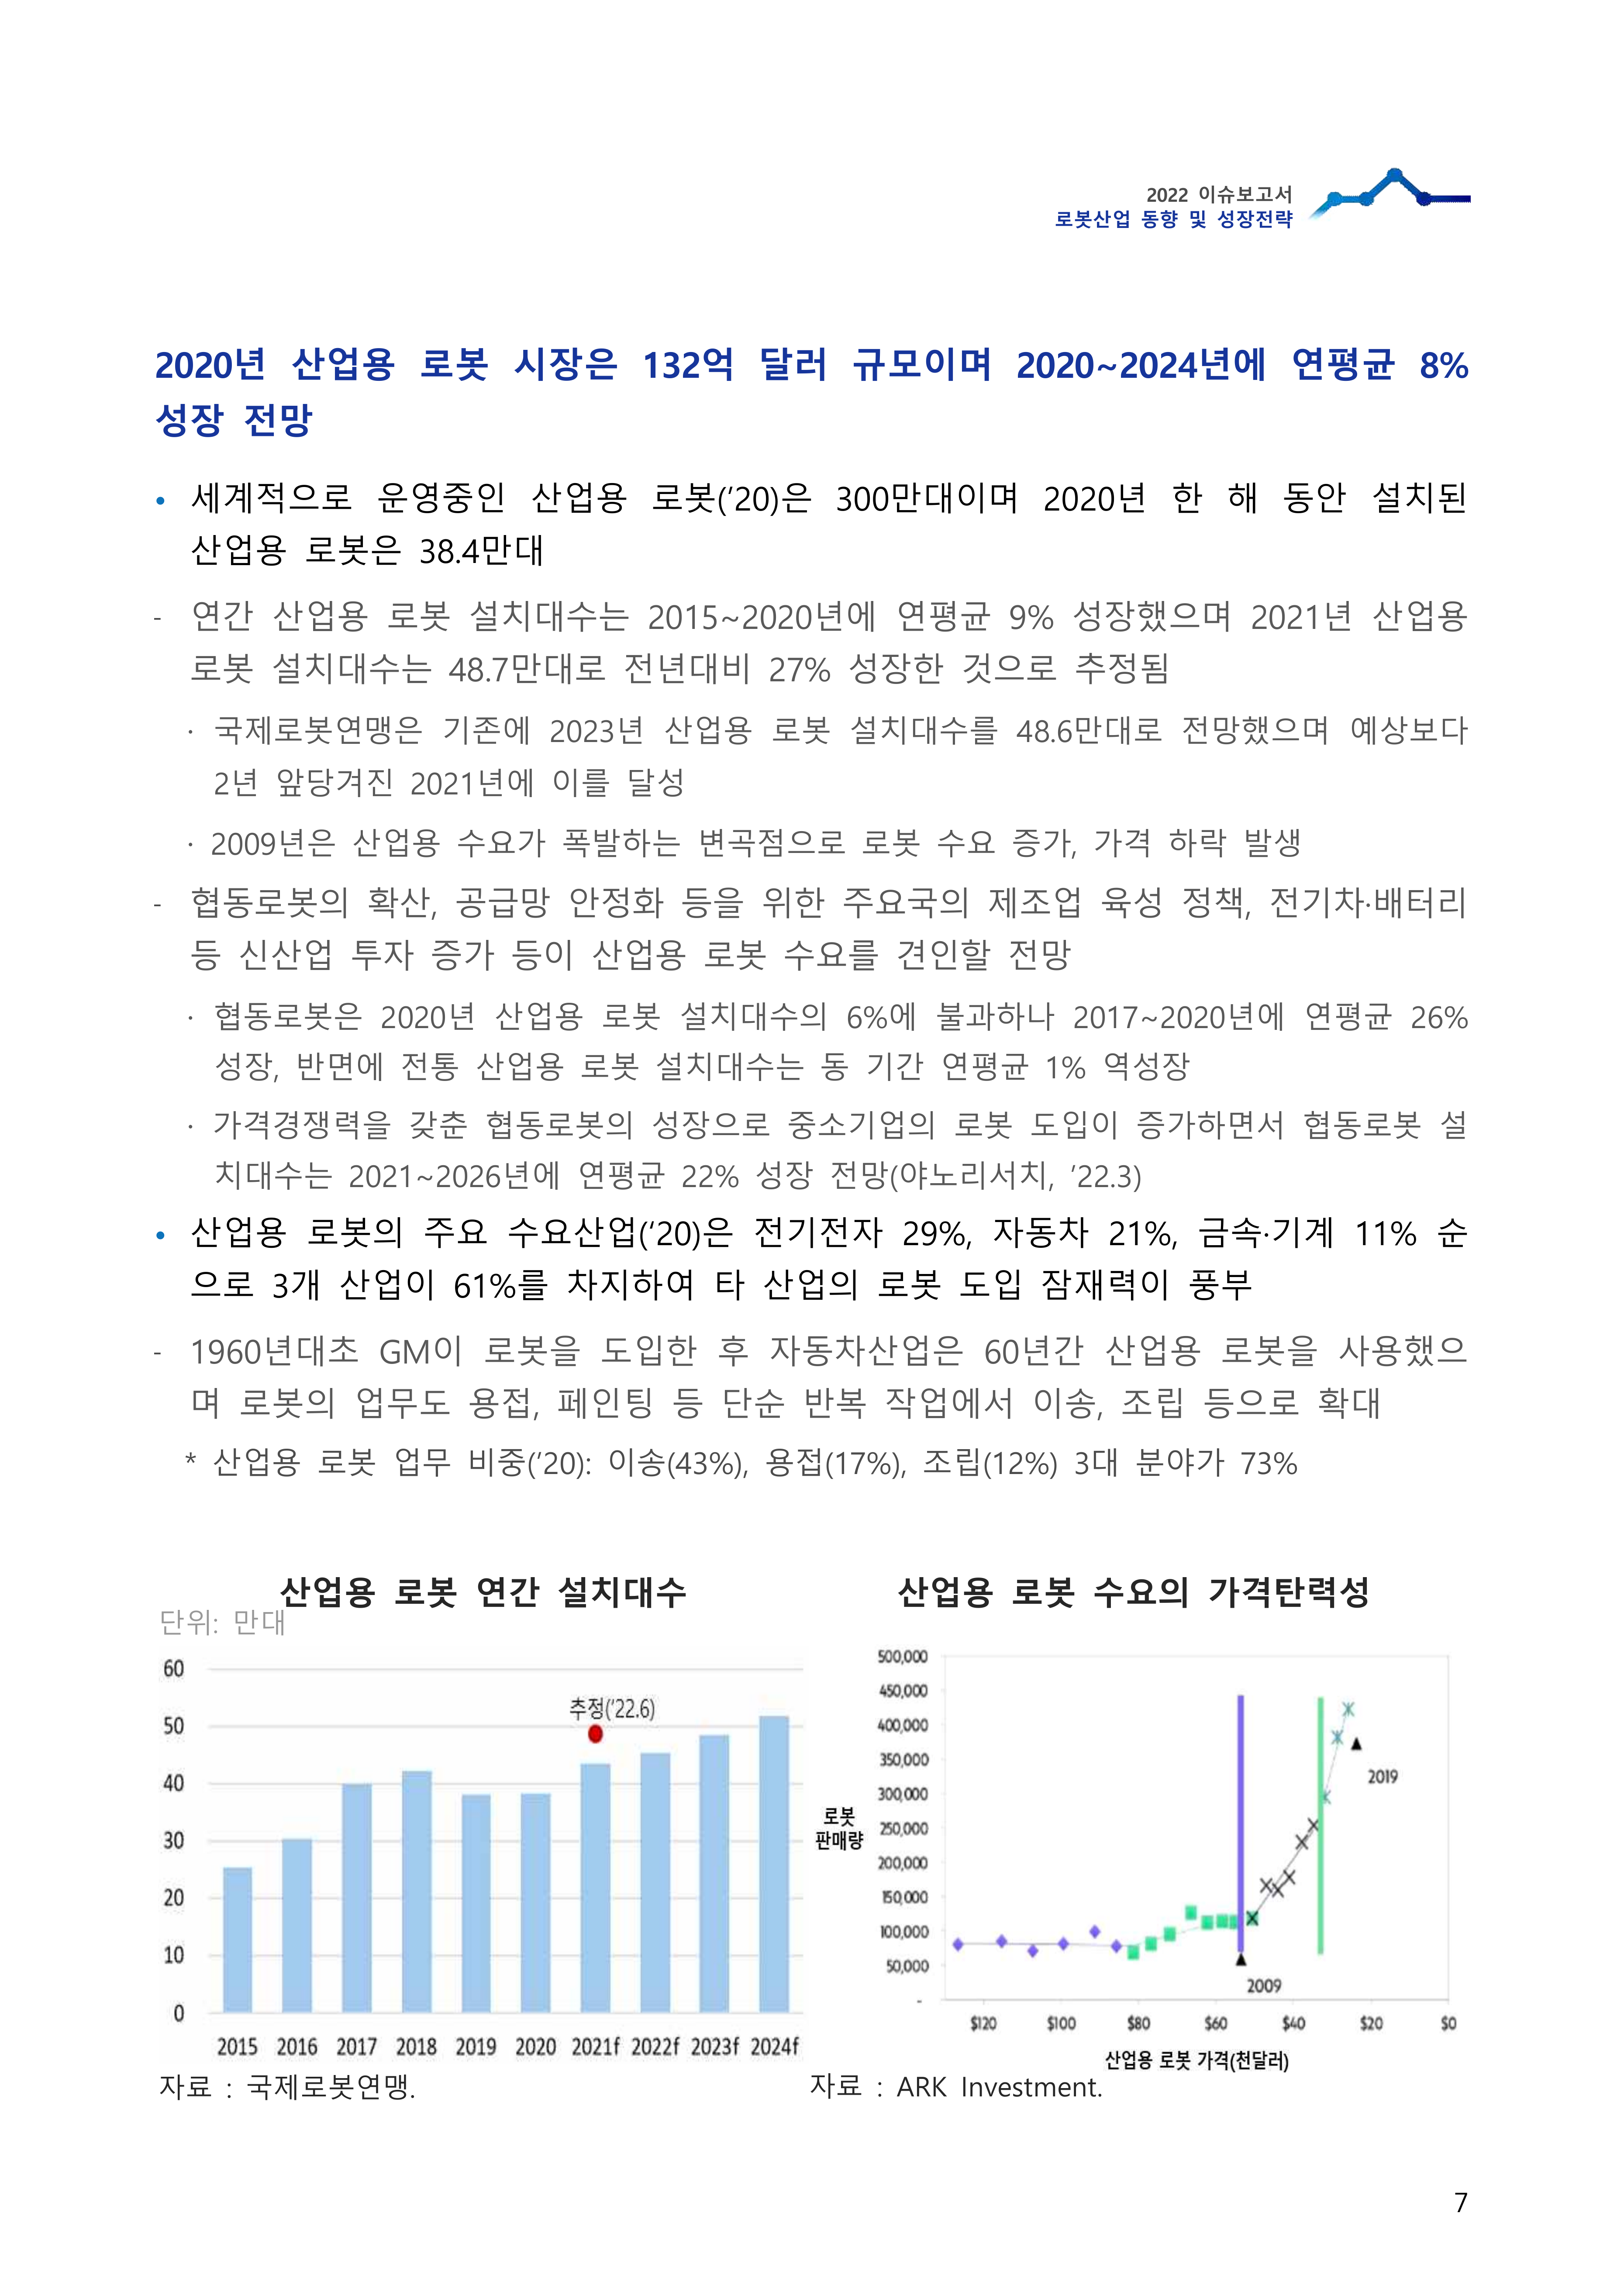 2022 이슈보고서
로봇산업 동향 및 성장전략
2020년 산업용 로봇 시장은 132억 달러 규모이며 2020~2024년에 연평균 8%
성장 전망
• 세계적으로 운영중인 산업용 로봇(’20)은 300만대이며 2020년 한 해 동안 설치된
산업용 로봇은 38.4만대
- 연간 산업용 로봇 설치대수는 2015~2020년에 연평균 9% 성장했으며 2021년 산업용
로봇 설치대수는 48.7만대로 전년대비 27% 성장한 것으로 추정됨
· 국제로봇연맹은 기존에 2023년 산업용 로봇 설치대수를 48.6만대로 전망했으며 예상보다
2년 앞당겨진 2021년에 이를 달성
· 2009년은 산업용 수요가 폭발하는 변곡점으로 로봇 수요 증가, 가격 하락 발생
- 협동로봇의 확산, 공급망 안정화 등을 위한 주요국의 제조업 육성 정책, 전기차·배터리
등 신산업 투자 증가 등이 산업용 로봇 수요를 견인할 전망
· 협동로봇은 2020년 산업용 로봇 설치대수의 6%에 불과하나 2017~2020년에 연평균 26%
성장, 반면에 전통 산업용 로봇 설치대수는 동 기간 연평균 1% 역성장
· 가격경쟁력을 갖춘 협동로봇의 성장으로 중소기업의 로봇 도입이 증가하면서 협동로봇 설
치대수는 2021~2026년에 연평균 22% 성장 전망(야노리서치, ’22.3)
• 산업용 로봇의 주요 수요산업(‘20)은 전기전자 29%, 자동차 21%, 금속·기계 11% 순
으로 3개 산업이 61%를 차지하여 타 산업의 로봇 도입 잠재력이 풍부
- 1960년대초 GM이 로봇을 도입한 후 자동차산업은 60년간 산업용 로봇을 사용했으
며 로봇의 업무도 용접, 페인팅 등 단순 반복 작업에서 이송, 조립 등으로 확대
* 산업용 로봇 업무 비중(’20): 이송(43%), 용접(17%), 조립(12%) 3대 분야가 73%
산업용 로봇 연간 설치대수
단위: 만대
60
50
40
30
20
10
0
추정(’22.6)
2015 2016 2017 2018 2019 2020 2021f 2022f 2023f 2024f
자료 : 국제로봇연맹.
산업용 로봇 수요의 가격탄력성
로봇
판매량
500,000
450,000
400,000
350,000
300,000
250,000
200,000
150,000
100,000
50,000
-
2019
2009
$120 $100 $80 $60 $40 $20 $0
산업용 로봇 가격(천달러)
자료 : ARK Investment.
7